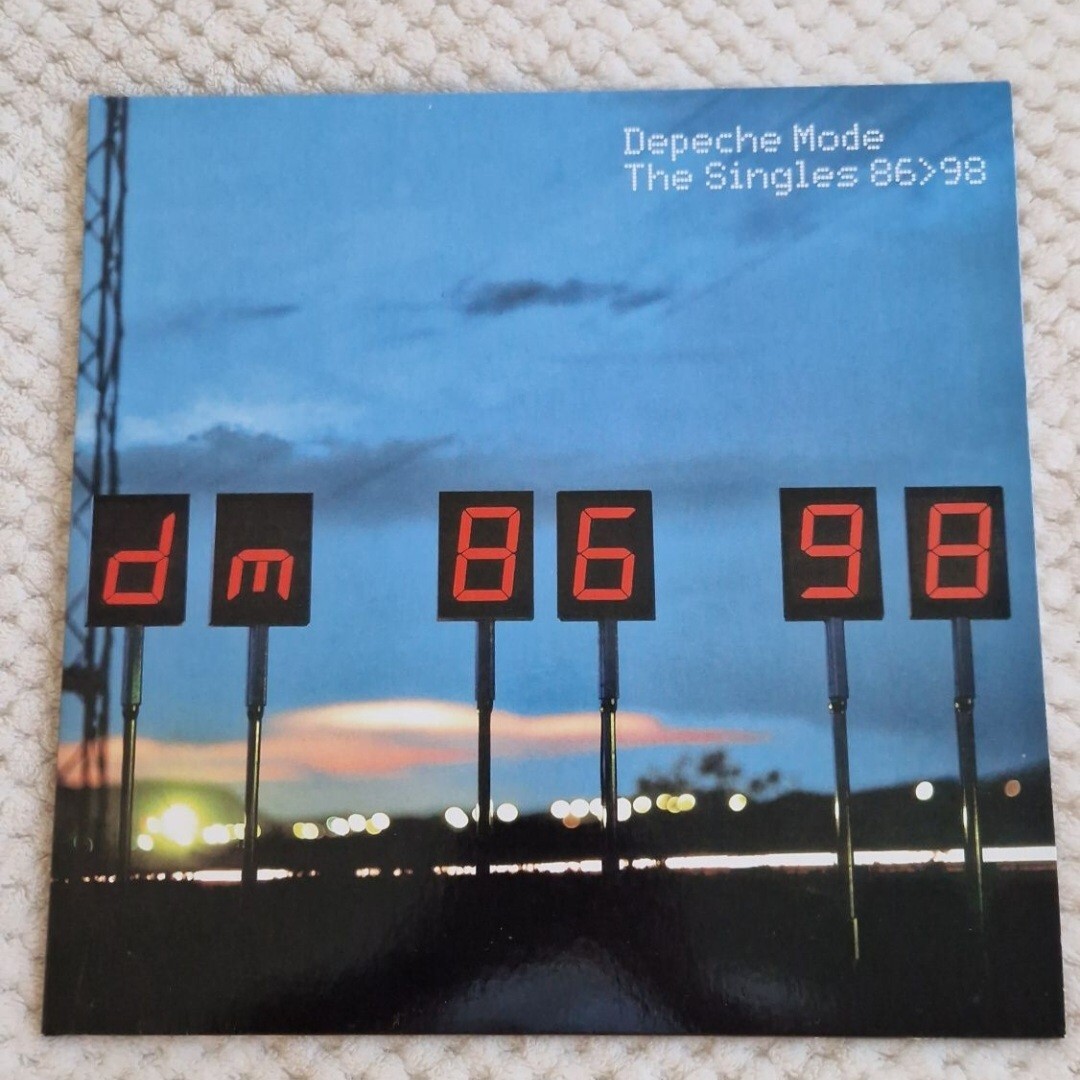 Depeche Mode
The Singles 86>98
dm 86 98